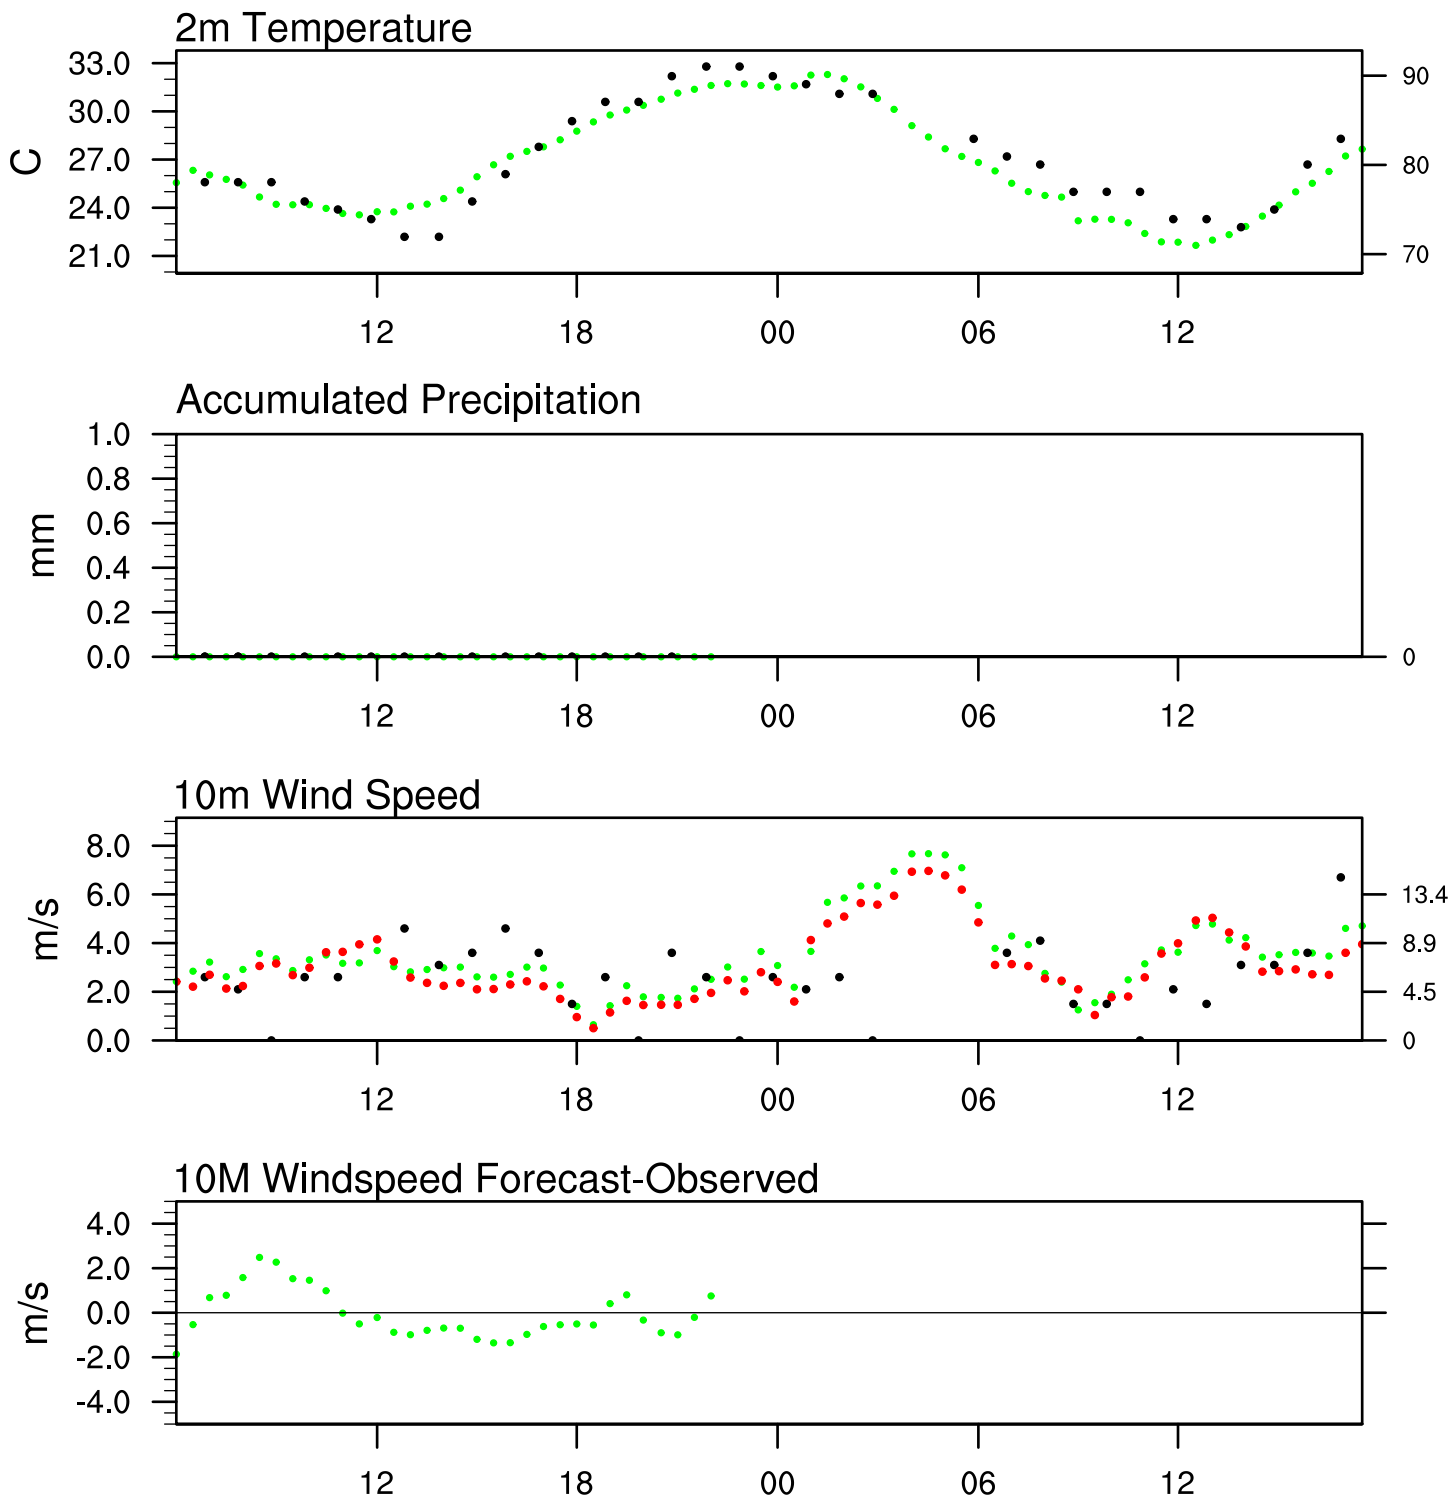 2m Temperature
33.0
30.0
27.0
24.0
21.0
C
90
80
70
12 18 00 06 12
Accumulated Precipitation
1.0
0.8
0.6
0.4
0.2
0.0
mm
0
12 18 00 06 12
10m Wind Speed
8.0
6.0
4.0
2.0
0.0
m/s
13.4
8.9
4.5
0
12 18 00 06 12
10M Windspeed Forecast-Observed
4.0
2.0
0.0
-2.0
-4.0
m/s
12 18 00 06 12